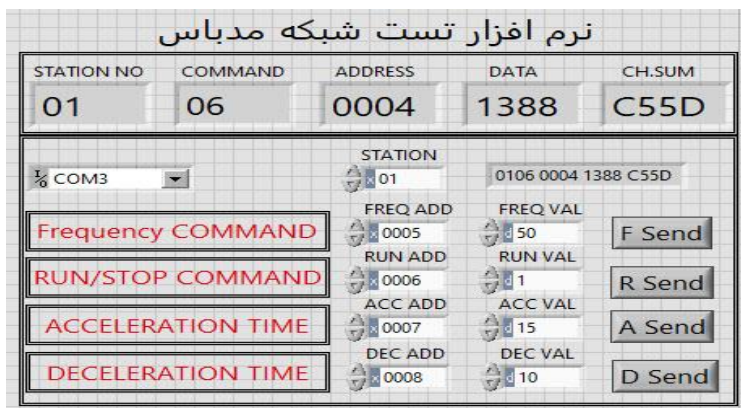 نرم افزار تست شبکه مدباس
STATION NO COMMAND ADDRESS DATA CH.SUM
01 06 0004 1388 C55D
STATION
COM3 x 01 0106 0004 1388 C55D
FREQ ADD FREQ VAL
Frequency COMMAND x 0005 d 50 F Send
RUN ADD RUN VAL
RUN/STOP COMMAND x 0006 d 1 R Send
ACC ADD ACC VAL
ACCELERATION TIME x 0007 d 15 A Send
DEC ADD DEC VAL
DECELERATION TIME x 0008 d 10 D Send